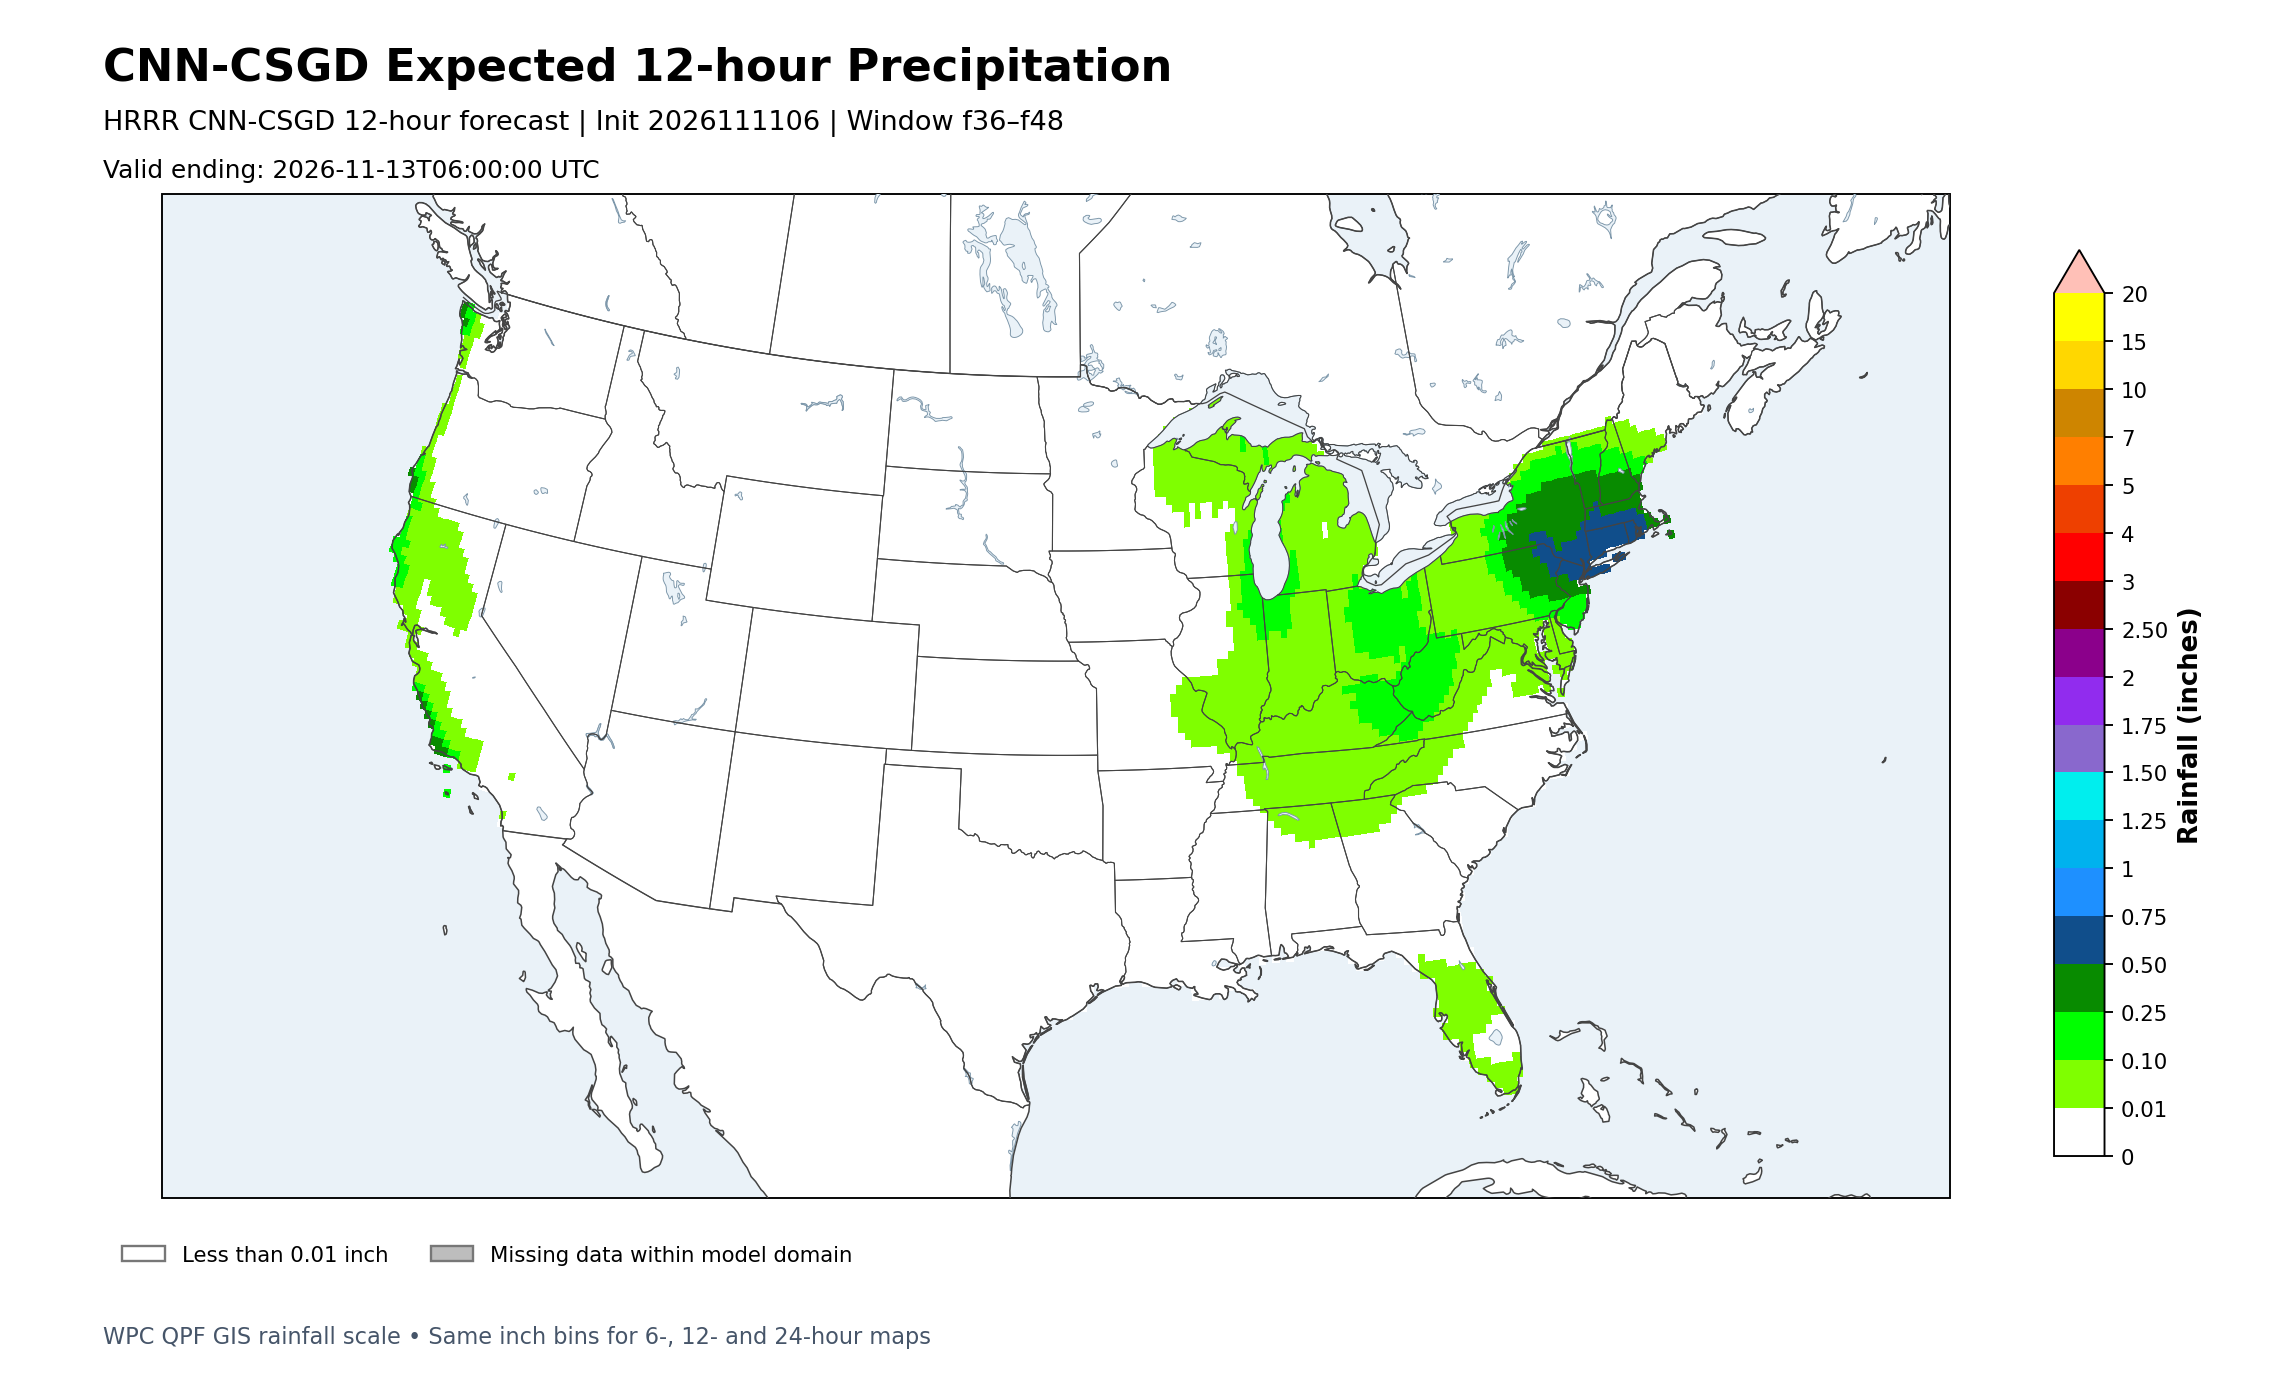 CNN-CSGD Expected 12-hour Precipitation
HRRR CNN-CSGD 12-hour forecast | Init 2026111106 | Window f36–f48
Valid ending: 2026-11-13T06:00:00 UTC
20
15
10
7
5
4
3
2.50
2
1.75
1.50
1.25
1
0.75
0.50
0.25
0.10
0.01
0
Rainfall (inches)
Less than 0.01 inch
Missing data within model domain
WPC QPF GIS rainfall scale • Same inch bins for 6-, 12- and 24-hour maps